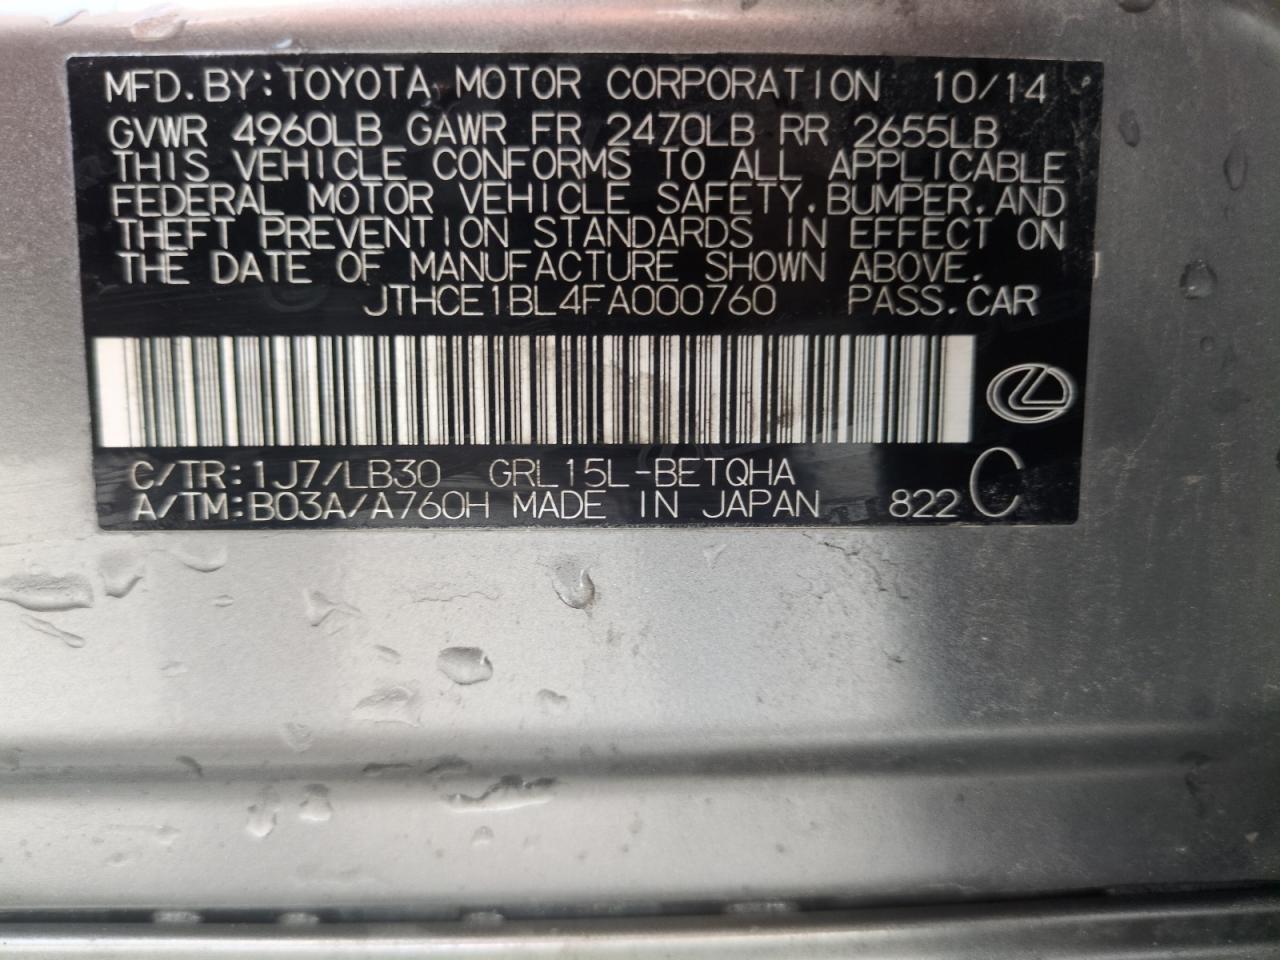 MFD. BY: TOYOTA MOTOR CORPORATION 10/14
GVWR 4960LB GAWR FR 2470LB RR 2655LB
THIS VEHICLE CONFORMS TO ALL APPLICABLE
FEDERAL MOTOR VEHICLE SAFETY, BUMPER, AND
THEFT PREVENTION STANDARDS IN EFFECT ON
THE DATE OF MANUFACTURE SHOWN ABOVE.
JTHCE1BL4FA000760 PASS. CAR
C/TR: 1J7/LB30 GRL15L-BETQHA
A/TM: B03A/A760H MADE IN JAPAN 822 C